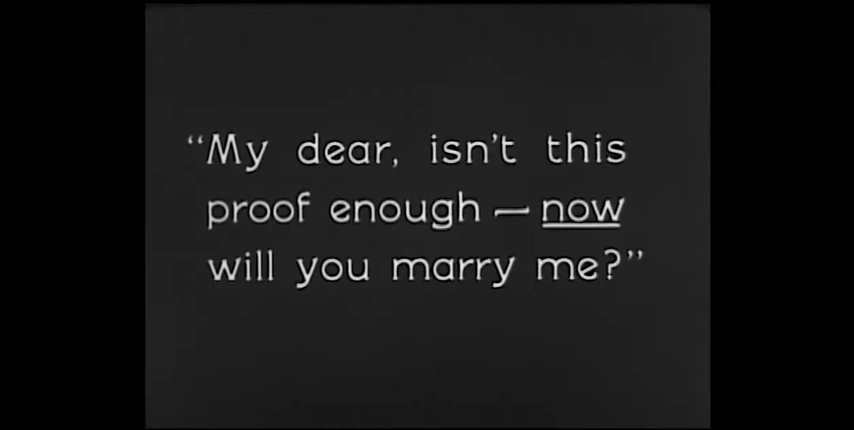 “My dear, isn't this
proof enough — now
will you marry me?”